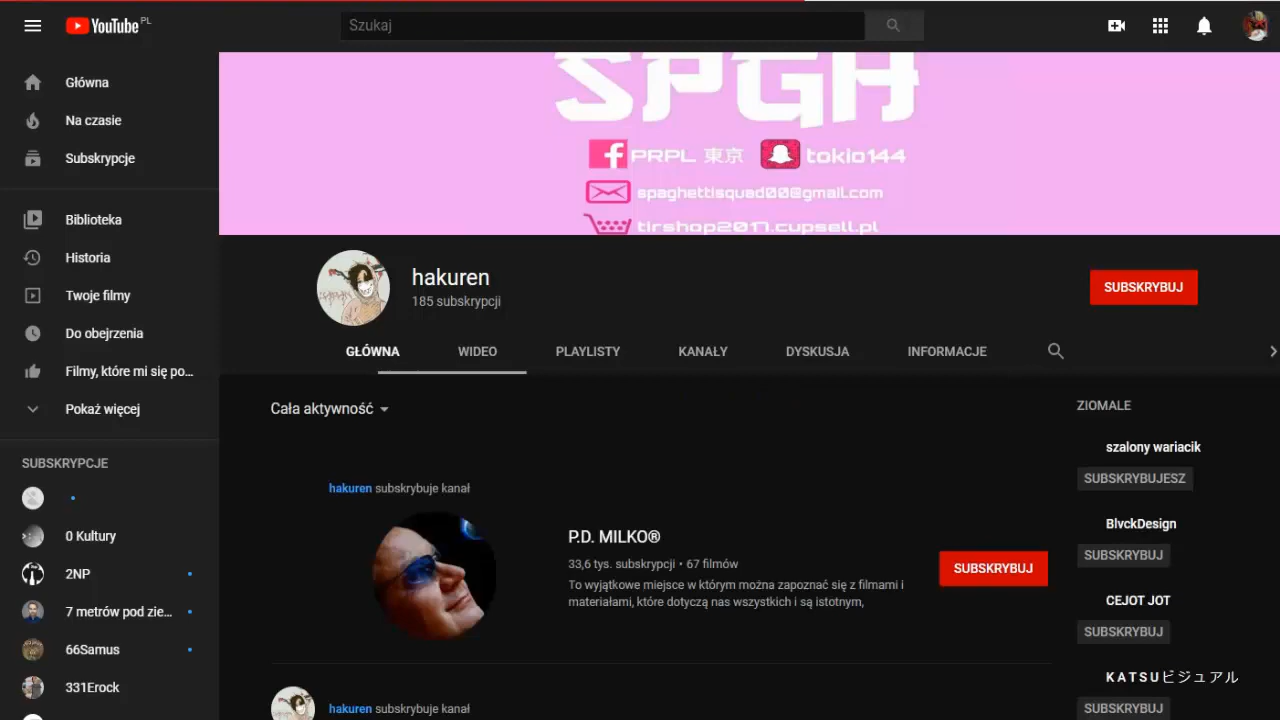 YouTube PL
Szukaj
Główna
Na czasie
Subskrypcje
Biblioteka
Historia
Twoje filmy
Do obejrzenia
Filmy, które mi się po...
Pokaż więcej
SUBSKRYPCJE
0 Kultury
2NP
7 metrów pod zie...
66Samus
331Erock
SPGH
PRPL 東京 tokio144
spaghettisquad00@gmail.com
tirshop2017.cupsell.pl
hakuren
185 subskrypcji
SUBSKRYBUJ
GŁÓWNA WIDEO PLAYLISTY KANAŁY DYSKUSJA INFORMACJE
Cała aktywność
hakuren subskrybuje kanał
P.D. MILKO®
33,6 tys. subskrypcji • 67 filmów
To wyjątkowe miejsce w którym można zapoznać się z filmami i
materiałami, które dotyczą nas wszystkich i są istotnym,
SUBSKRYBUJ
hakuren subskrybuje kanał
ZIOMALE
szalony wariacik
SUBSKRYBUJESZ
BlvckDesign
SUBSKRYBUJ
CEJOT JOT
SUBSKRYBUJ
K A T S U ビジュアル
SUBSKRYBUJ